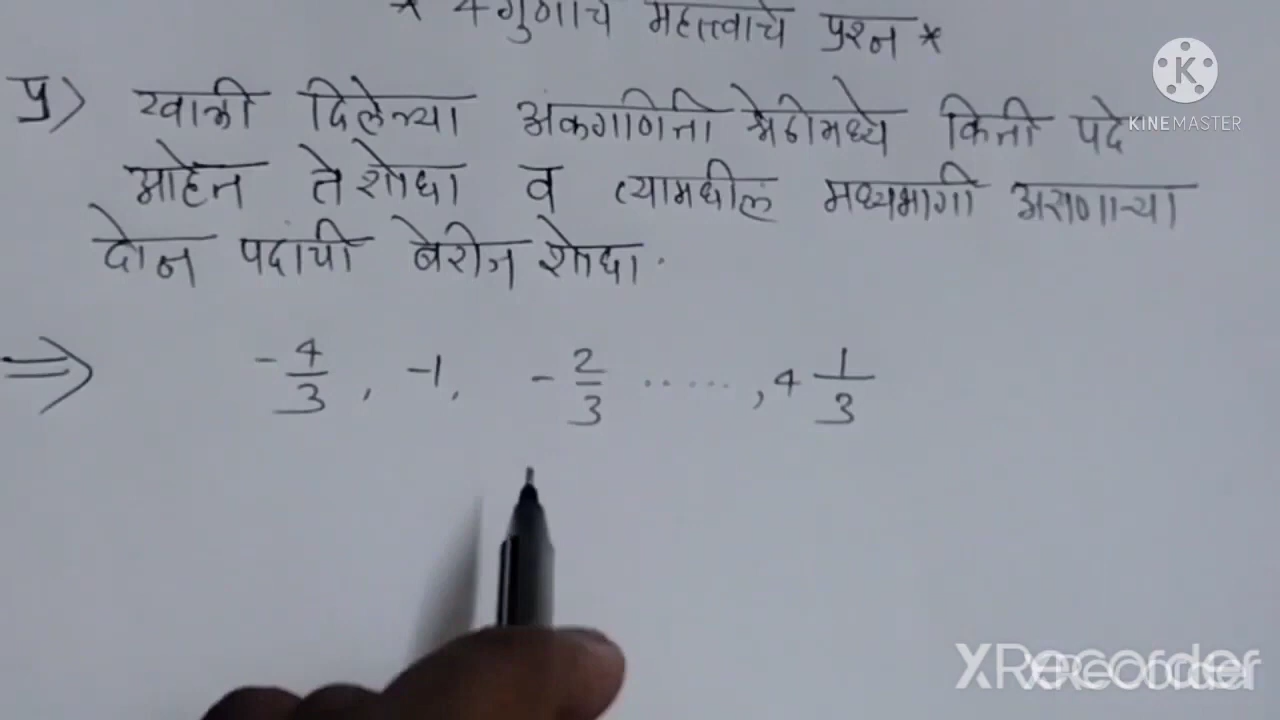 * 4 गुणांचे महत्त्वाचे प्रश्न *
प्र) खाली दिलेल्या अंकगणिती श्रेढीमध्ये किती पदे
आहेत ते शोधा व त्यामधील मध्यभागी असणाऱ्या
दोन पदांची बेरीज शोधा.
⇒ -4/3, -1, -2/3 ......, 4 1/3
K
KINEMASTER
XRecorder